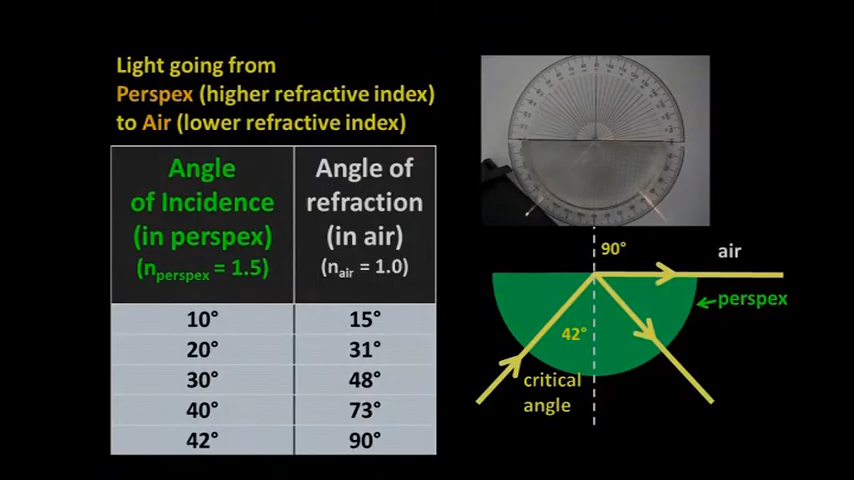 Light going from
Perspex (higher refractive index)
to Air (lower refractive index)
Angle
of Incidence
(in perspex)
(nperspex = 1.5)
Angle of
refraction
(in air)
(nair = 1.0)
10° 15°
20° 31°
30° 48°
40° 73°
42° 90°
90°
air
perspex
42°
critical
angle